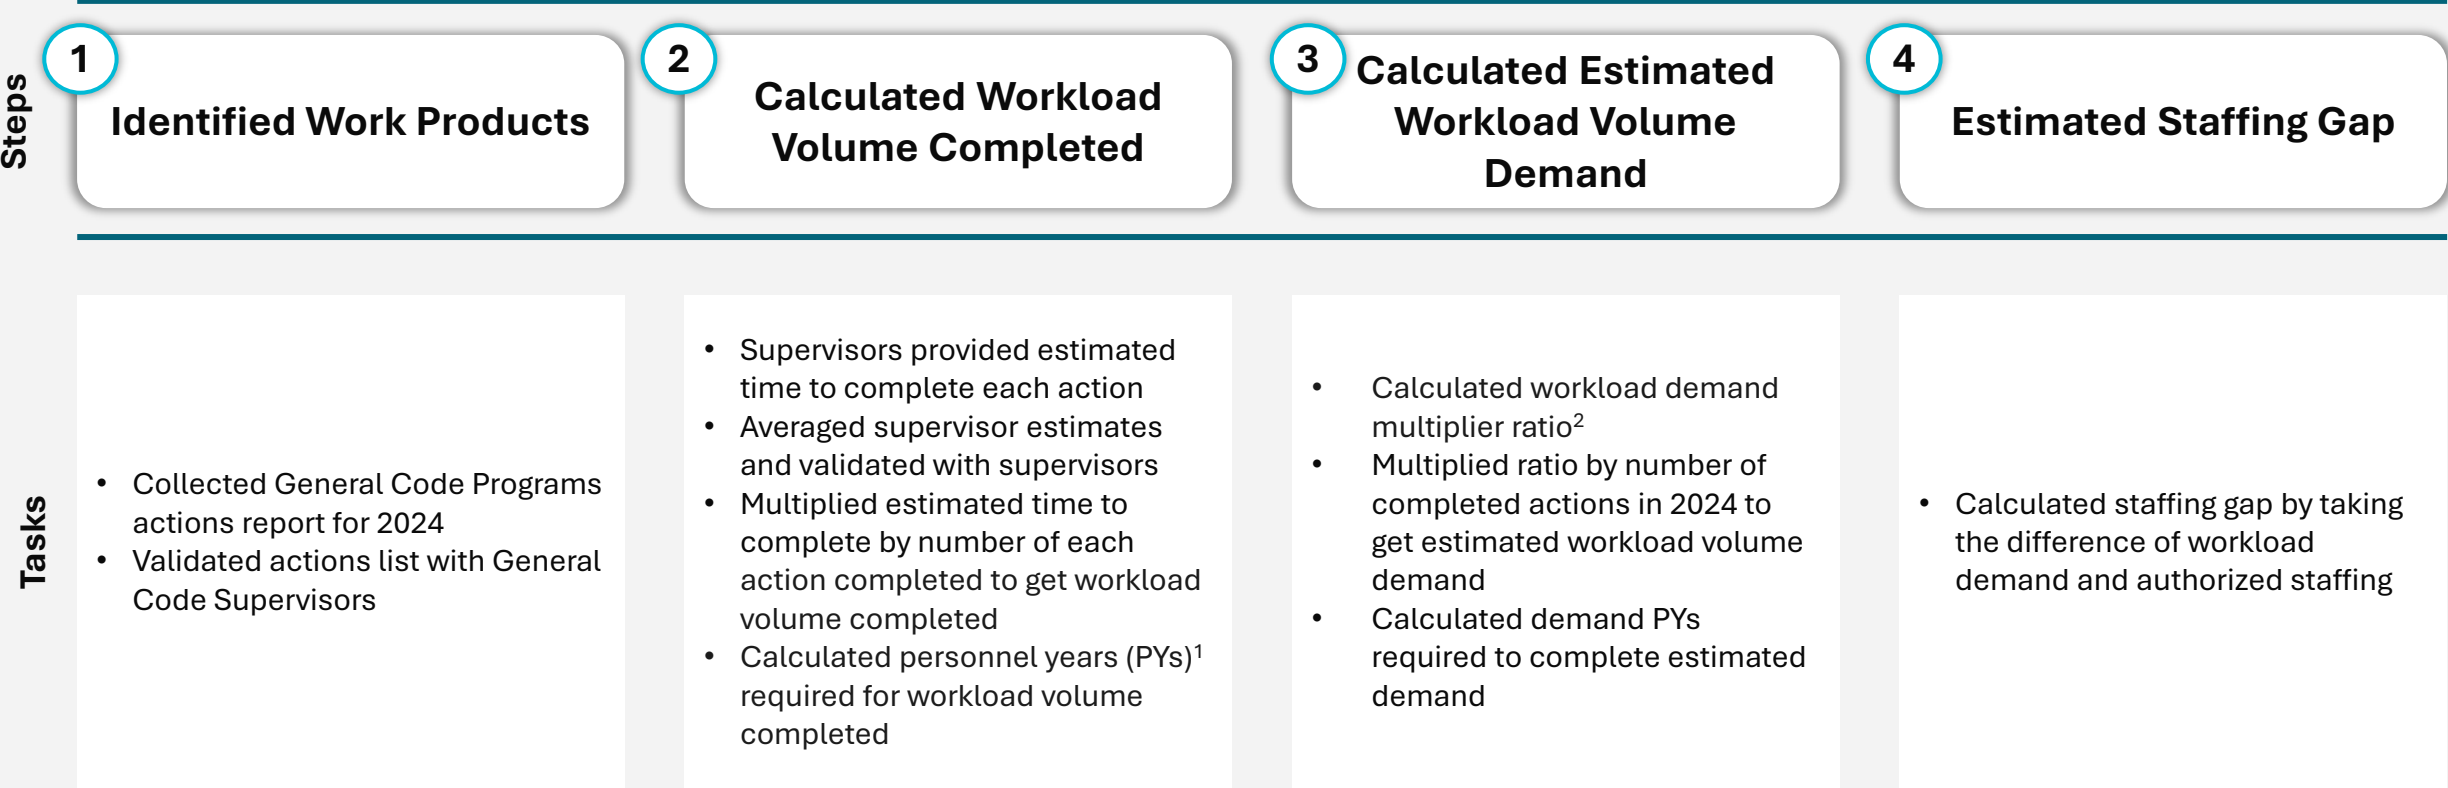 Steps
1
Identified Work Products
2
Calculated Workload
Volume Completed
3
Calculated Estimated
Workload Volume
Demand
4
Estimated Staffing Gap
Tasks
• Collected General Code Programs
actions report for 2024
• Validated actions list with General
Code Supervisors
• Supervisors provided estimated
time to complete each action
• Averaged supervisor estimates
and validated with supervisors
• Multiplied estimated time to
complete by number of each
action completed to get workload
volume completed
• Calculated personnel years (PYs)¹
required for workload volume
completed
• Calculated workload demand
multiplier ratio²
• Multiplied ratio by number of
completed actions in 2024 to
get estimated workload volume
demand
• Calculated demand PYs
required to complete estimated
demand
• Calculated staffing gap by taking
the difference of workload
demand and authorized staffing